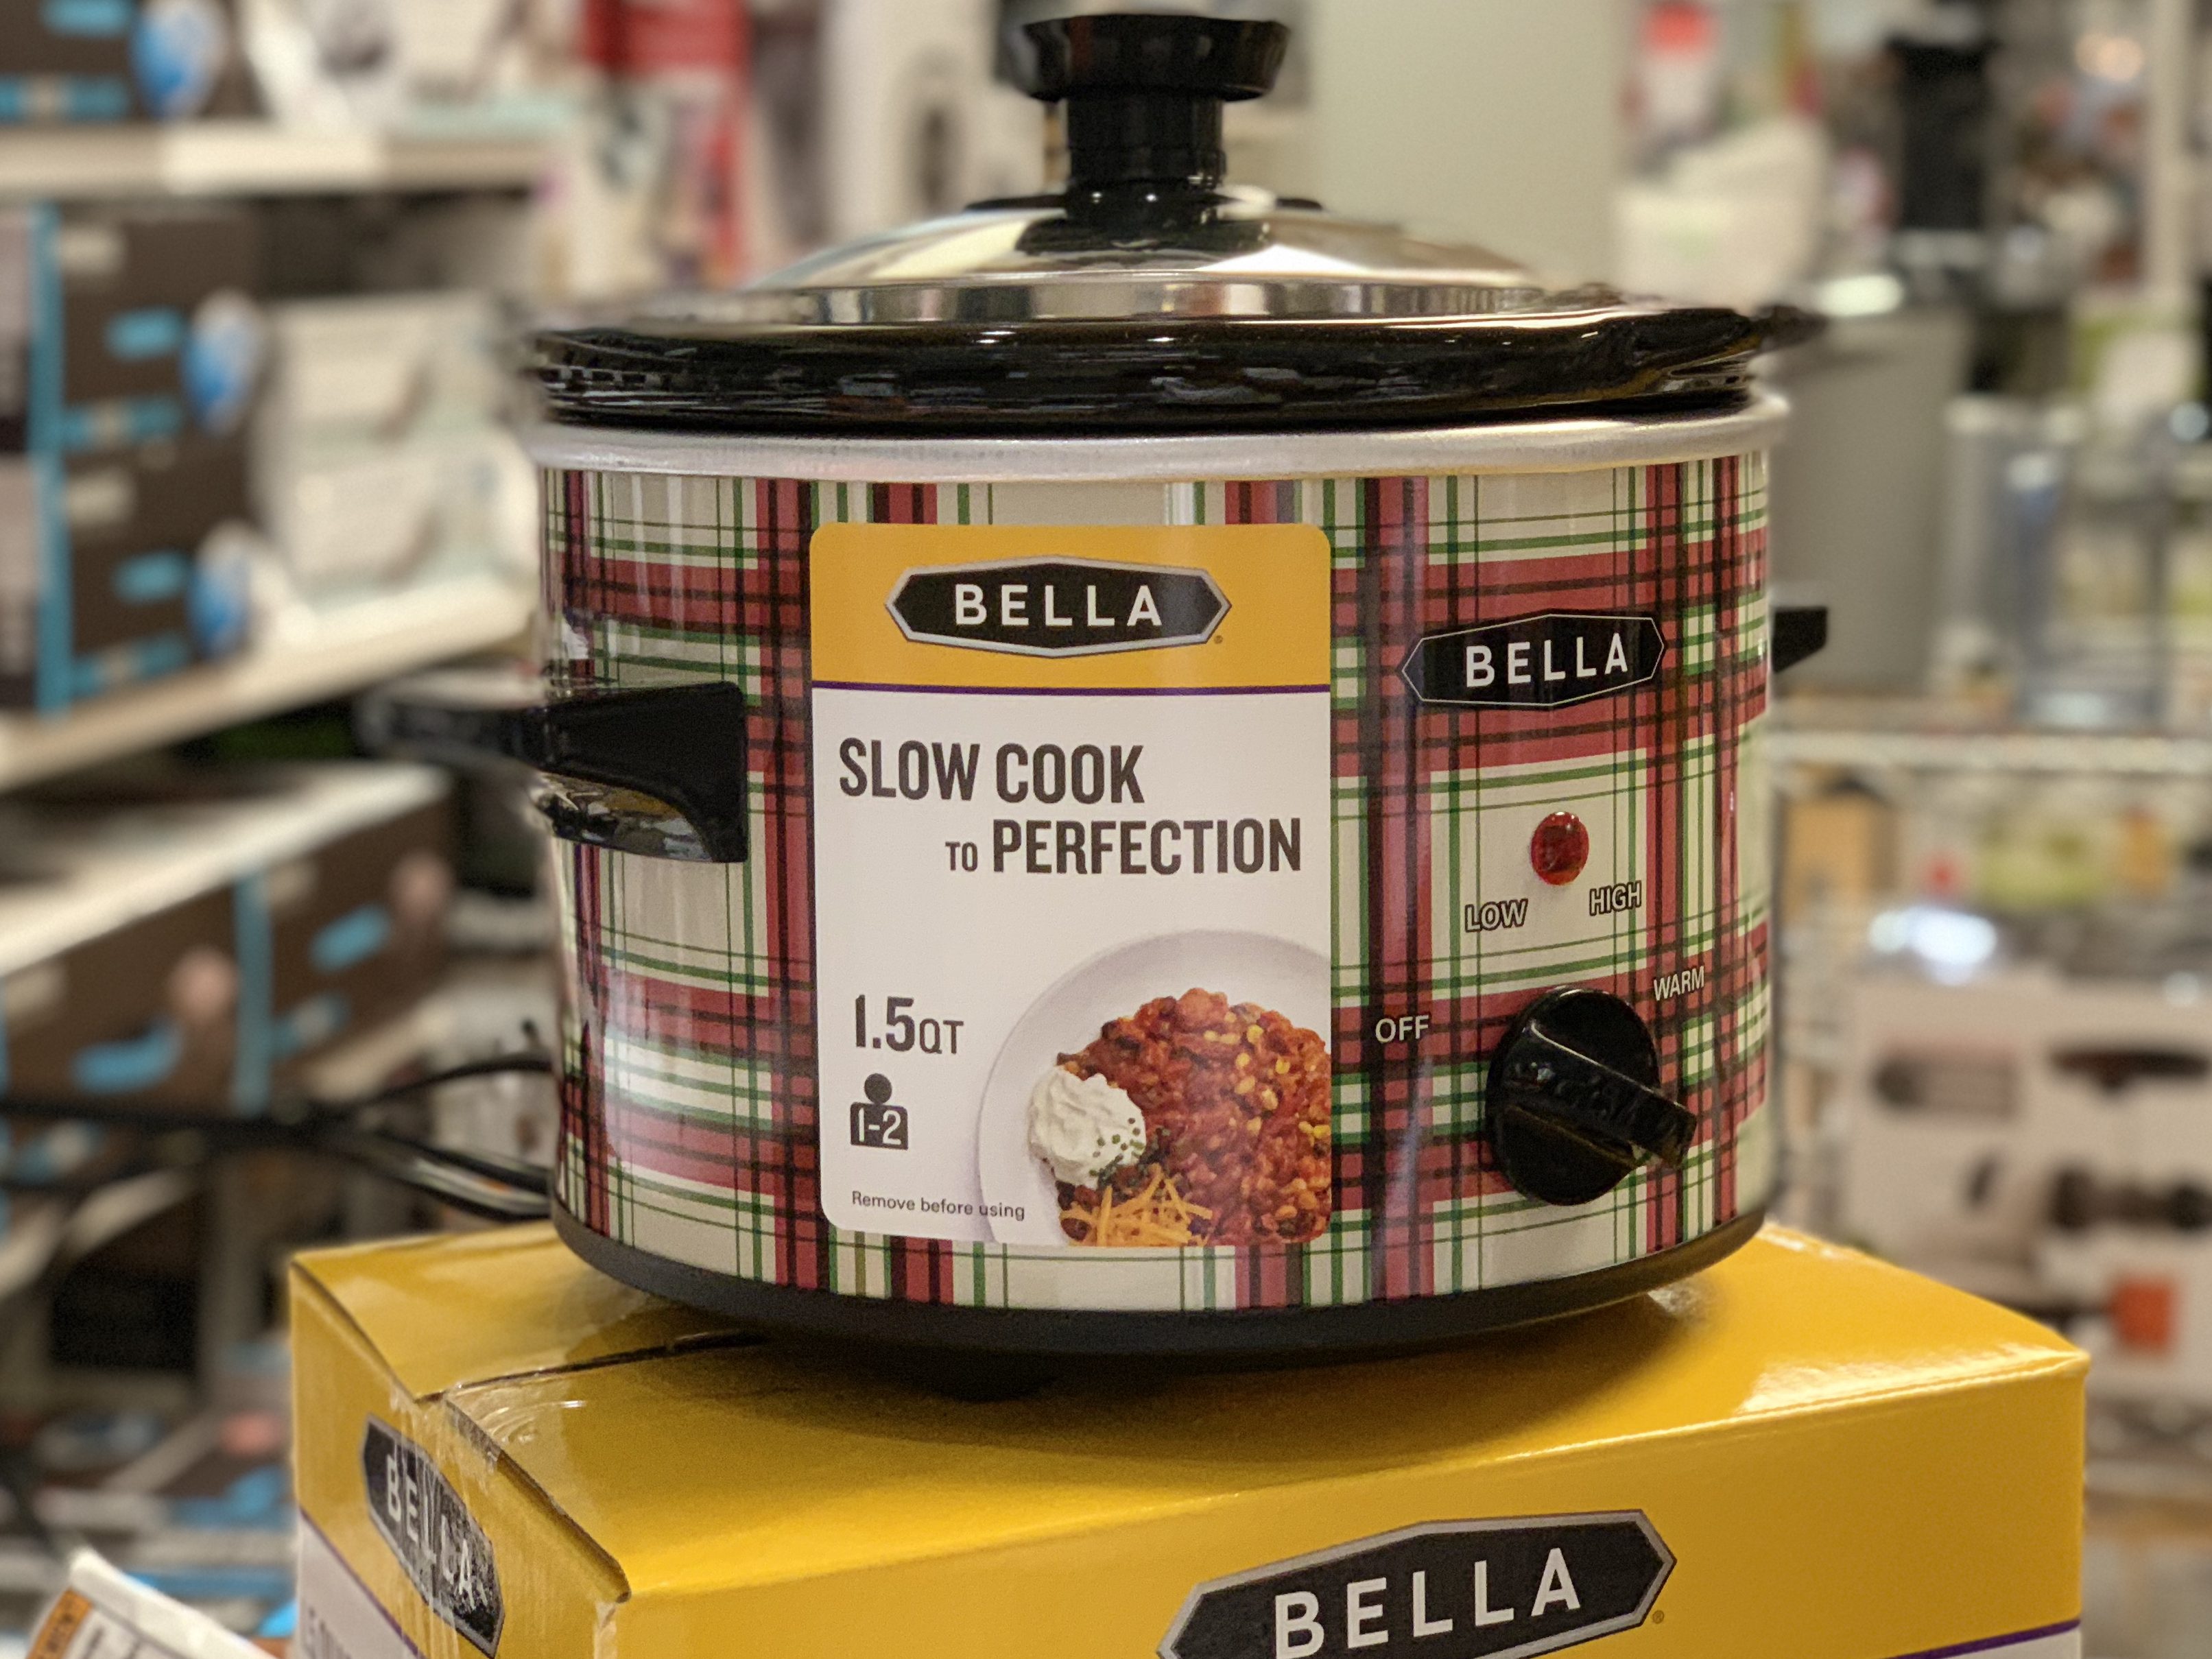 BELLA
SLOW COOK
TO PERFECTION
1.5QT
1-2
Remove before using
BELLA
LOW HIGH
WARM
OFF
BELLA
BELLA